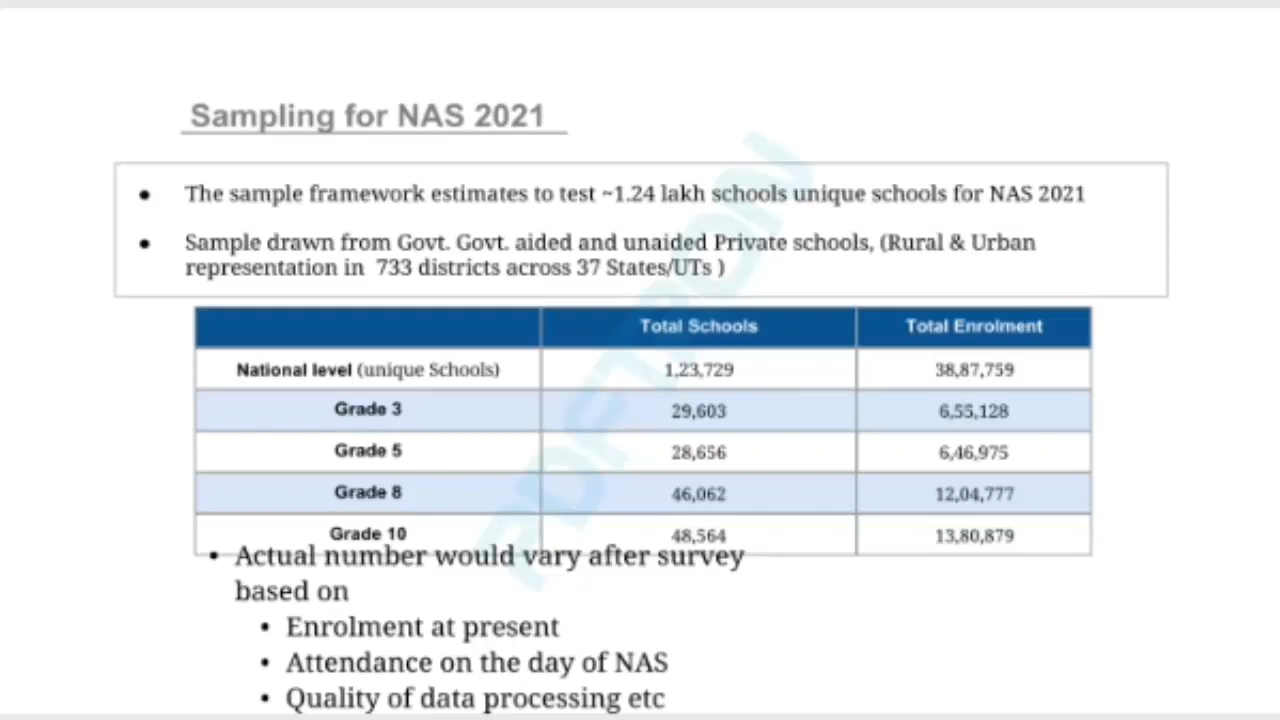 Sampling for NAS 2021
● The sample framework estimates to test ~1.24 lakh schools unique schools for NAS 2021
● Sample drawn from Govt. Govt. aided and unaided Private schools, (Rural & Urban
representation in 733 districts across 37 States/UTs )
Total Schools Total Enrolment
National level (unique Schools) 1,23,729 38,87,759
Grade 3 29,603 6,55,128
Grade 5 28,656 6,46,975
Grade 8 46,062 12,04,777
Grade 10 48,564 13,80,879
• Actual number would vary after survey
based on
• Enrolment at present
• Attendance on the day of NAS
• Quality of data processing etc